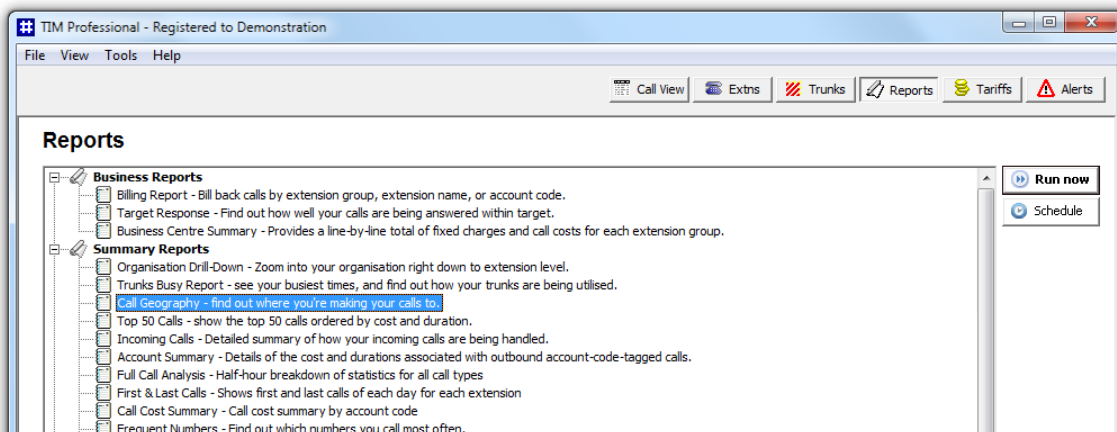 TIM Professional - Registered to Demonstration
File View Tools Help
Call View Extns Trunks Reports Tariffs Alerts
Reports
Business Reports
Billing Report - Bill back calls by extension group, extension name, or account code.
Target Response - Find out how well your calls are being answered within target.
Business Centre Summary - Provides a line-by-line total of fixed charges and call costs for each extension group.
Summary Reports
Organisation Drill-Down - Zoom into your organisation right down to extension level.
Trunks Busy Report - see your busiest times, and find out how your trunks are being utilised.
Call Geography - find out where you're making your calls to.
Top 50 Calls - show the top 50 calls ordered by cost and duration.
Incoming Calls - Detailed summary of how your incoming calls are being handled.
Account Summary - Details of the cost and durations associated with outbound account-code-tagged calls.
Full Call Analysis - Half-hour breakdown of statistics for all call types
First & Last Calls - Shows first and last calls of each day for each extension
Call Cost Summary - Call cost summary by account code
Frequent Numbers - Find out which numbers you call most often.
Run now
Schedule